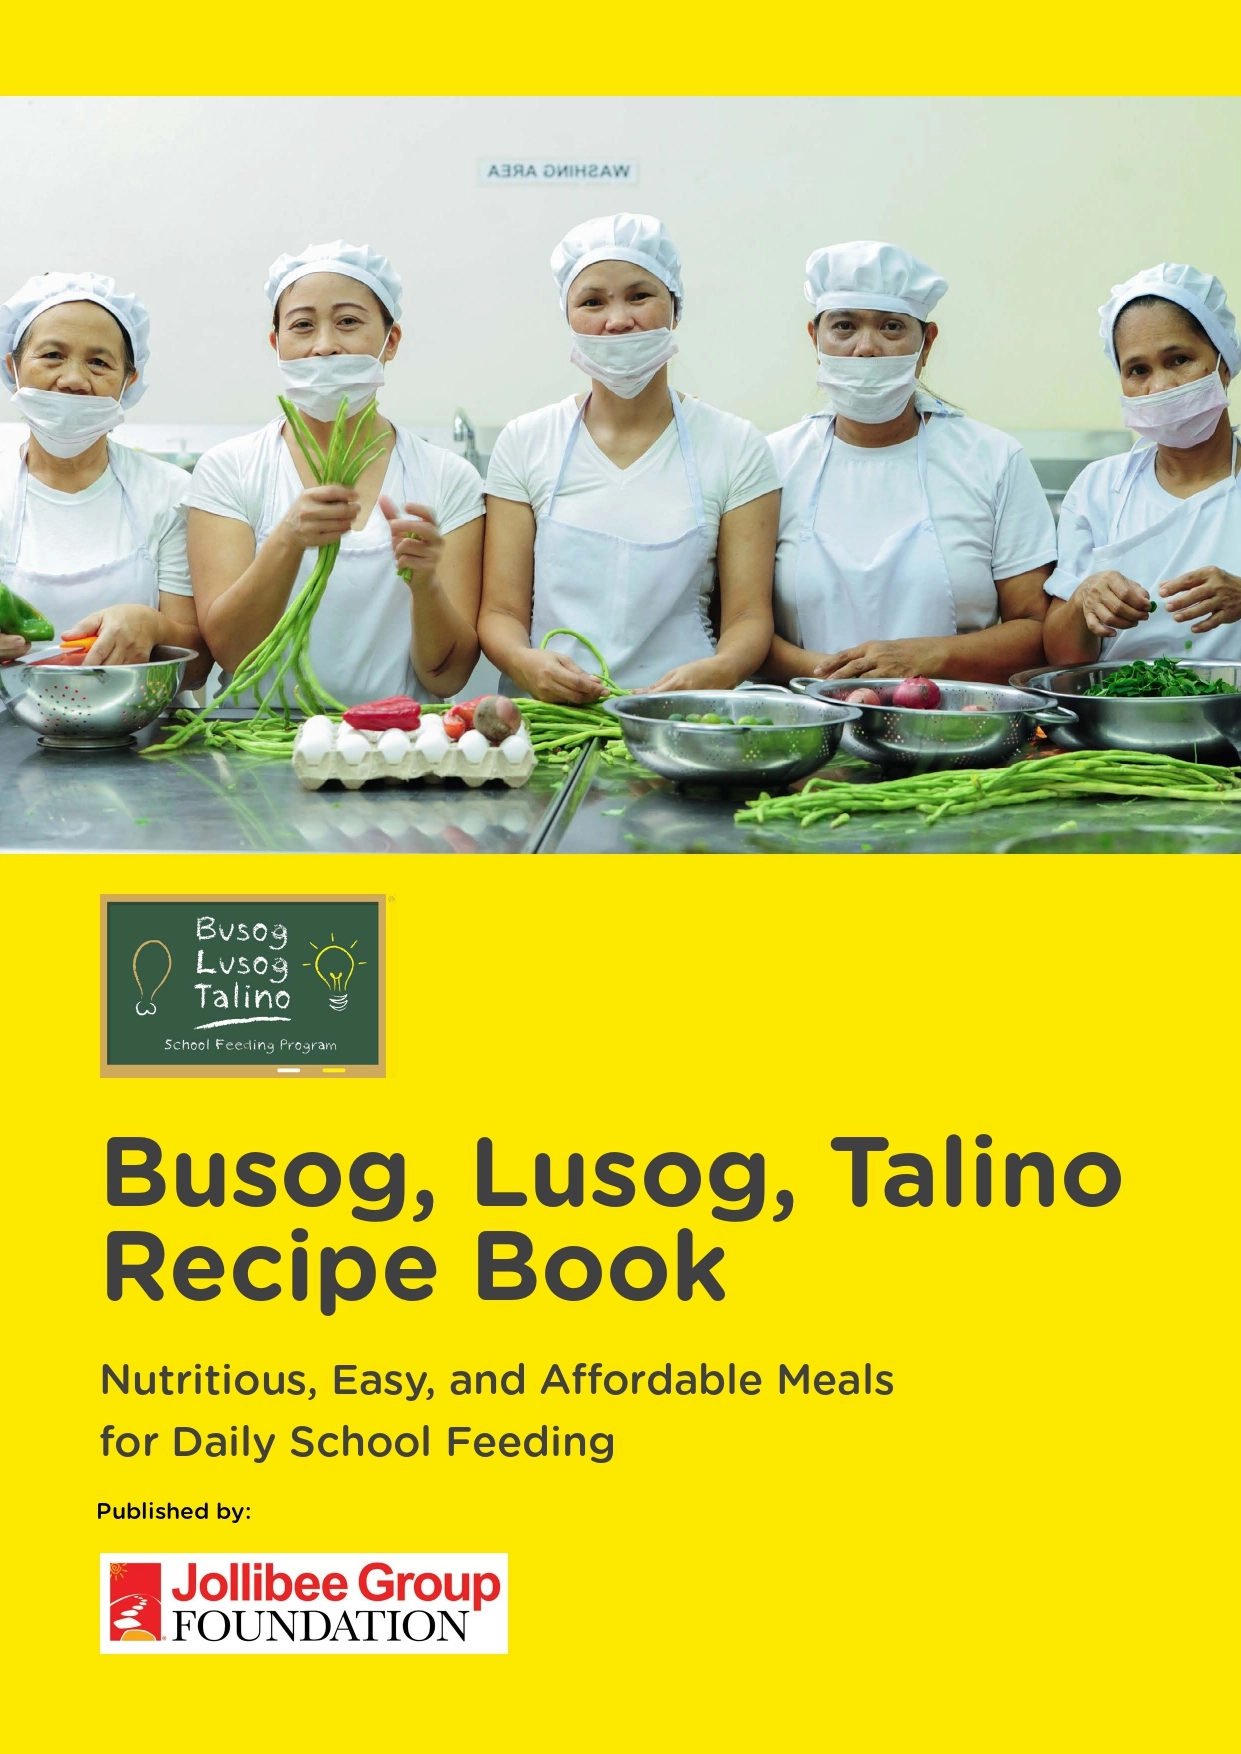 WASHING AREA
Busog
Lusog
Talino
School Feeding Program
Busog, Lusog, Talino
Recipe Book
Nutritious, Easy, and Affordable Meals
for Daily School Feeding
Published by:
Jollibee Group
FOUNDATION